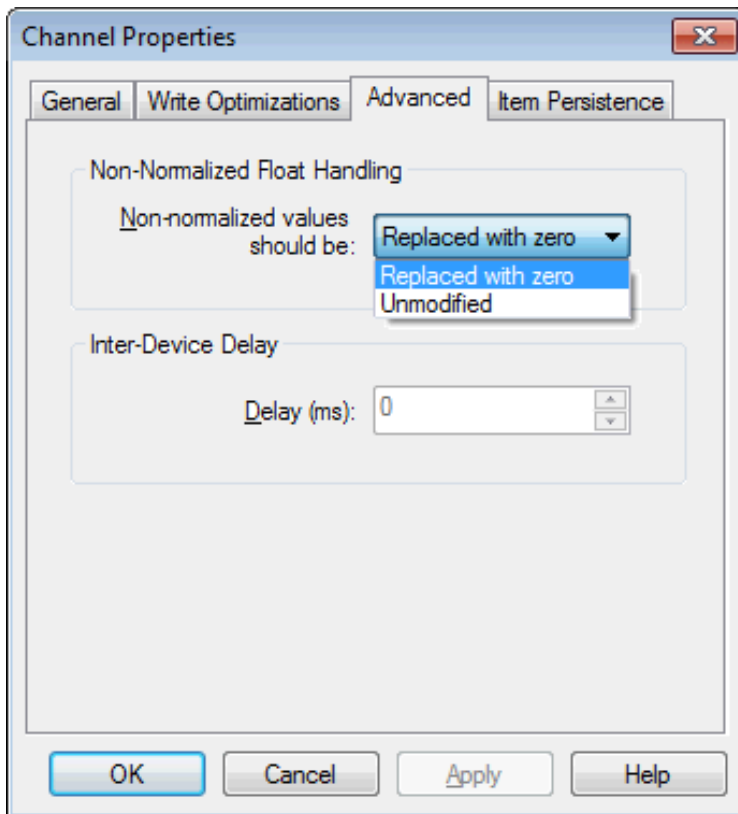 Channel Properties
General Write Optimizations Advanced Item Persistence
Non-Normalized Float Handling
Non-normalized values
should be:
Replaced with zero
Replaced with zero
Unmodified
Inter-Device Delay
Delay (ms): 0
OK Cancel Apply Help